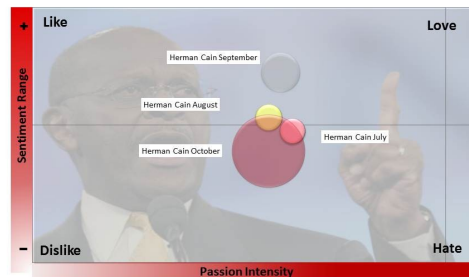 Like
Love
+
Herman Cain September
Herman Cain August
Herman Cain July
Herman Cain October
Sentiment Range
–
Dislike
Hate
Passion Intensity